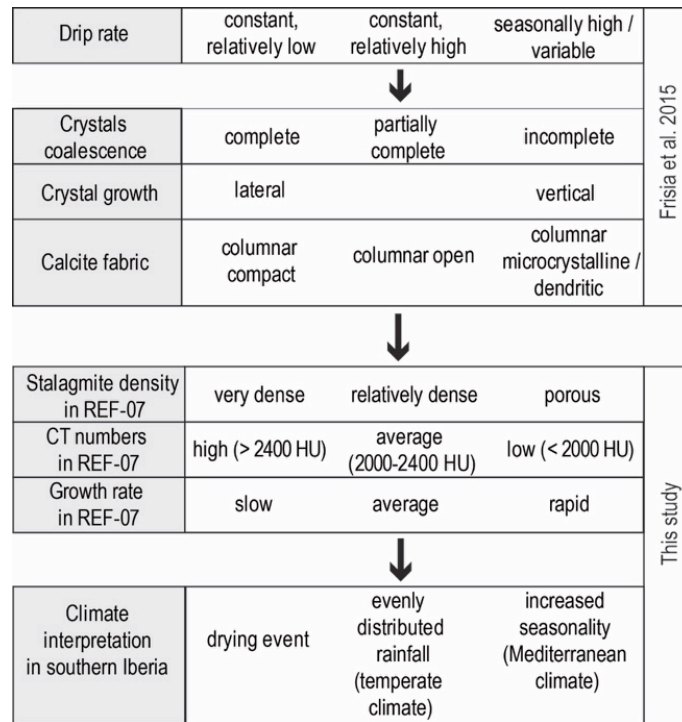 Drip rate
constant,
relatively low
constant,
relatively high
seasonally high /
variable
Crystals
coalescence
complete
partially
complete
incomplete
Crystal growth
lateral
vertical
Calcite fabric
columnar
compact
columnar open
columnar
microcrystalline /
dendritic
Frisia et al. 2015
Stalagmite density
in REF-07
very dense
relatively dense
porous
CT numbers
in REF-07
high (> 2400 HU)
average
(2000-2400 HU)
low (< 2000 HU)
Growth rate
in REF-07
slow
average
rapid
Climate
interpretation
in southern Iberia
drying event
evenly
distributed
rainfall
(temperate
climate)
increased
seasonality
(Mediterranean
climate)
This study